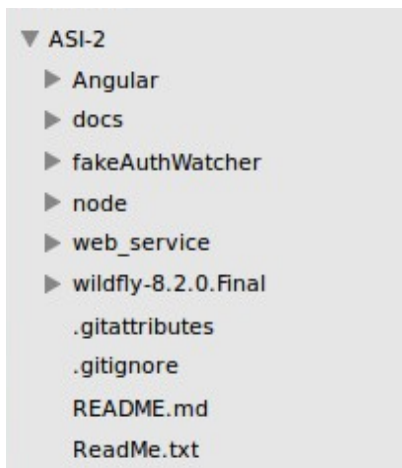 ASI-2
Angular
docs
fakeAuthWatcher
node
web_service
wildfly-8.2.0.Final
.gitattributes
.gitignore
README.md
ReadMe.txt